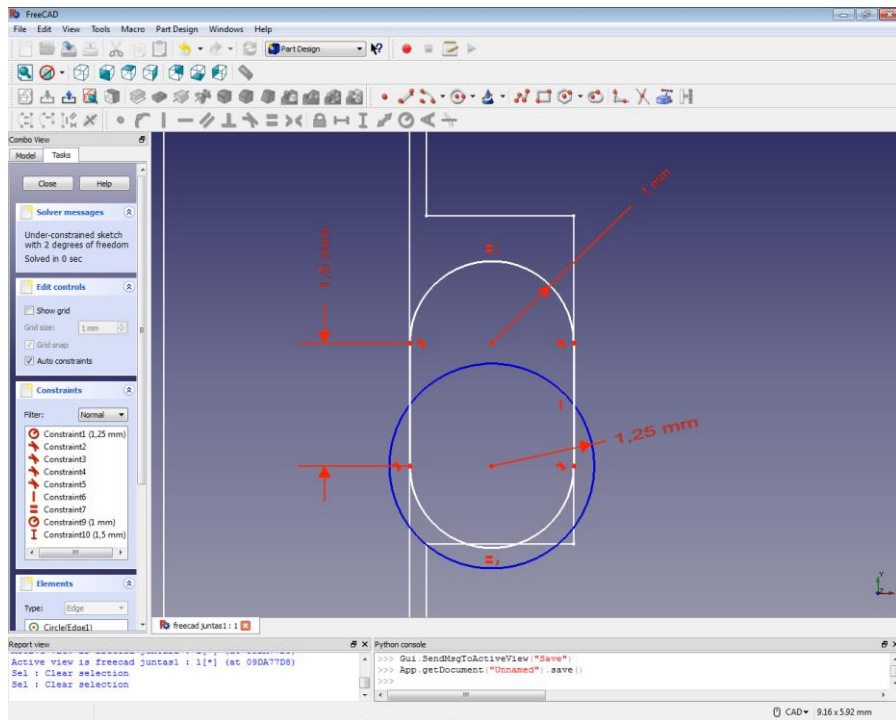 FreeCAD
File Edit View Tools Macro Part Design Windows Help
Part Design
Combo View
Model Tasks
Close Help
Solver messages
Under-constrained sketch
with 2 degrees of freedom
Solved in 0 sec
Edit controls
Show grid
Grid size: 1 mm
Grid snap
Auto constraints
Constraints
Filter: Normal
Constraint1 (1,25 mm)
Constraint2
Constraint3
Constraint4
Constraint5
Constraint6
Constraint7
Constraint9 (1 mm)
Constraint10 (1,5 mm)
Elements
Type: Edge
Circle(Edge1)
1 mm
1,5 mm
1,25 mm
Y
Z
freecad juntas1 : 1
Report view
Active view is freecad juntas1 : 1[*] (at 09DA77D8)
Sel : Clear selection
Sel : Clear selection
Python console
>>> Gui.SendMsgToActiveView("Save")
>>> App.getDocument("Unnamed").save()
>>>
CAD 9.16 x 5.92 mm